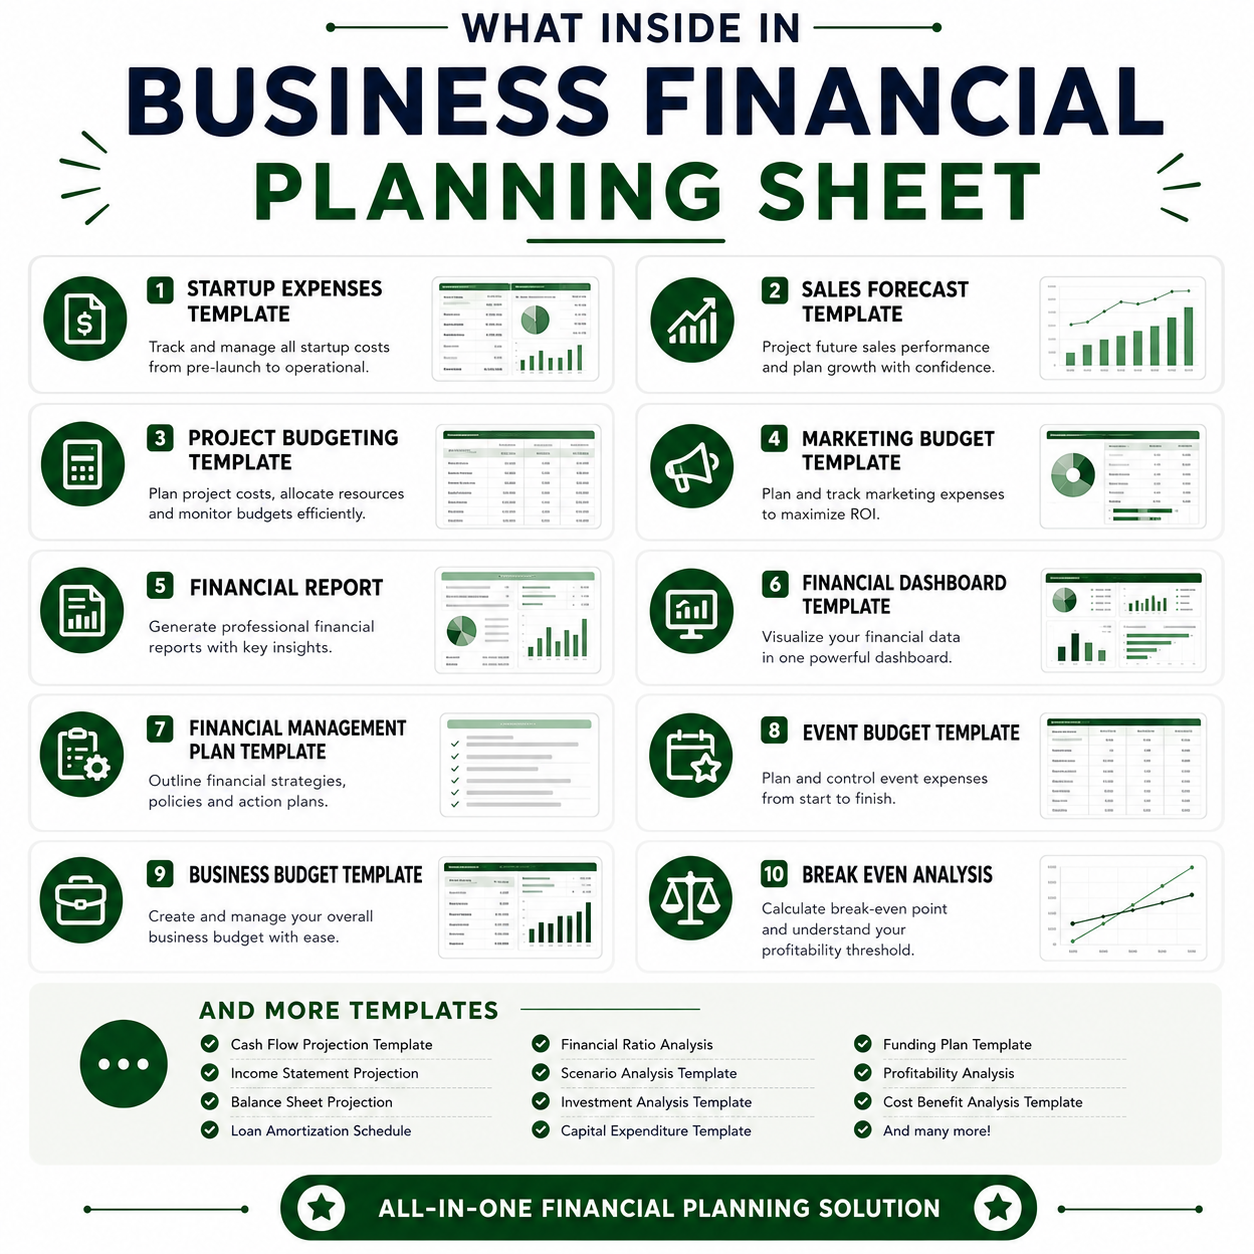 WHAT INSIDE IN
BUSINESS FINANCIAL
PLANNING SHEET
1 STARTUP EXPENSES
TEMPLATE
Track and manage all startup costs
from pre-launch to operational.
2 SALES FORECAST
TEMPLATE
Project future sales performance
and plan growth with confidence.
3 PROJECT BUDGETING
TEMPLATE
Plan project costs, allocate resources
and monitor budgets efficiently.
4 MARKETING BUDGET
TEMPLATE
Plan and track marketing expenses
to maximize ROI.
5 FINANCIAL REPORT
Generate professional financial
reports with key insights.
6 FINANCIAL DASHBOARD
TEMPLATE
Visualize your financial data
in one powerful dashboard.
7 FINANCIAL MANAGEMENT
PLAN TEMPLATE
Outline financial strategies,
policies and action plans.
8 EVENT BUDGET TEMPLATE
Plan and control event expenses
from start to finish.
9 BUSINESS BUDGET TEMPLATE
Create and manage your overall
business budget with ease.
10 BREAK EVEN ANALYSIS
Calculate break-even point
and understand your
profitability threshold.
AND MORE TEMPLATES
Cash Flow Projection Template
Income Statement Projection
Balance Sheet Projection
Loan Amortization Schedule
Financial Ratio Analysis
Scenario Analysis Template
Investment Analysis Template
Capital Expenditure Template
Funding Plan Template
Profitability Analysis
Cost Benefit Analysis Template
And many more!
ALL-IN-ONE FINANCIAL PLANNING SOLUTION